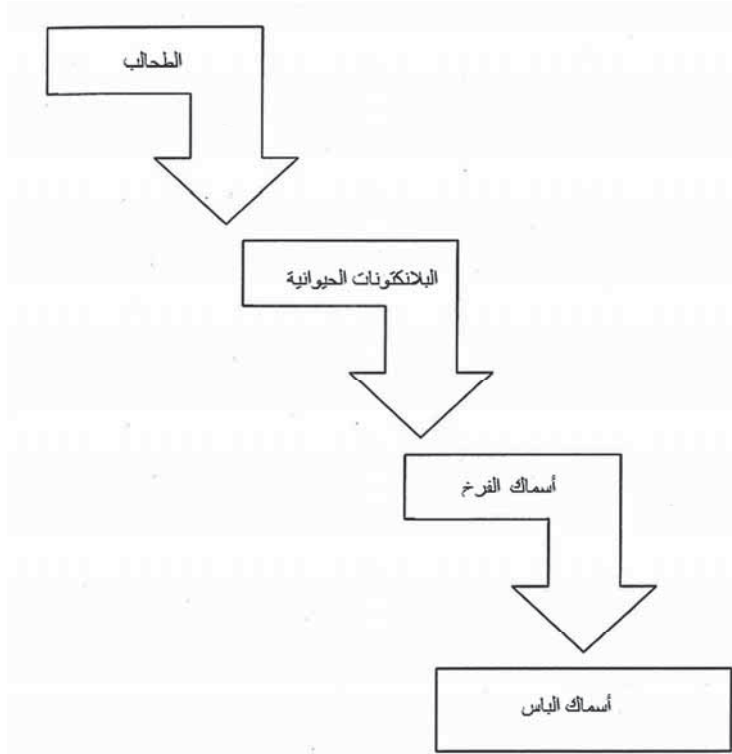 الطحالب
البلانكتونات الحيوانية
أسماك الفرخ
أسماك الباس